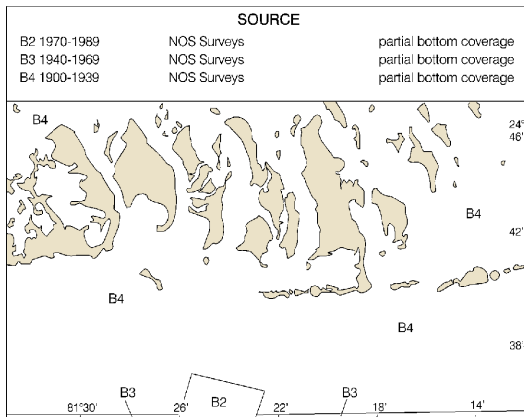 SOURCE
B2 1970-1989 NOS Surveys partial bottom coverage
B3 1940-1969 NOS Surveys partial bottom coverage
B4 1900-1939 NOS Surveys partial bottom coverage
B4
24°
46'
B4
42'
B4
B4
38'
B3
B2
B3
81°30'
26'
22'
18'
14'